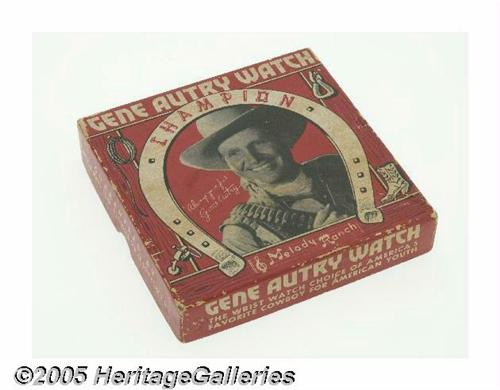 GENE AUTRY WATCH
CHAMPION
Always your pal
Gene Autry
Melody Ranch
GENE AUTRY WATCH
THE WRIST WATCH CHOICE OF AMERICA'S
FAVORITE COWBOY FOR AMERICAN YOUTH
©2005 HeritageGalleries